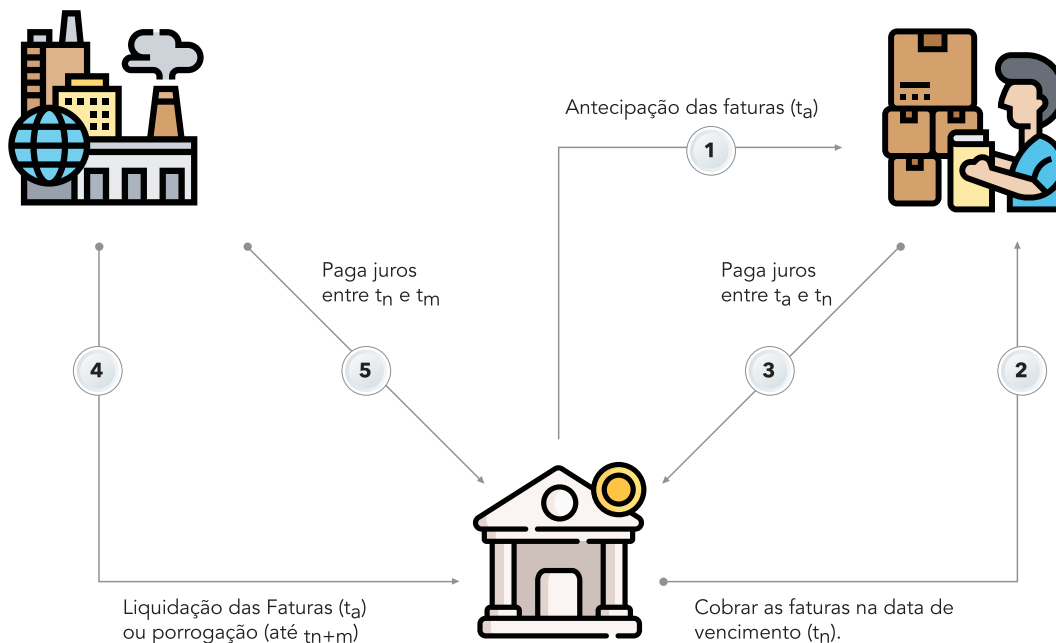 Antecipação das faturas (ta)
1
Paga juros
entre tn e tm
Paga juros
entre ta e tn
4
5
3
2
Liquidação das Faturas (ta)
ou porrogação (até tn+m)
Cobrar as faturas na data de
vencimento (tn).